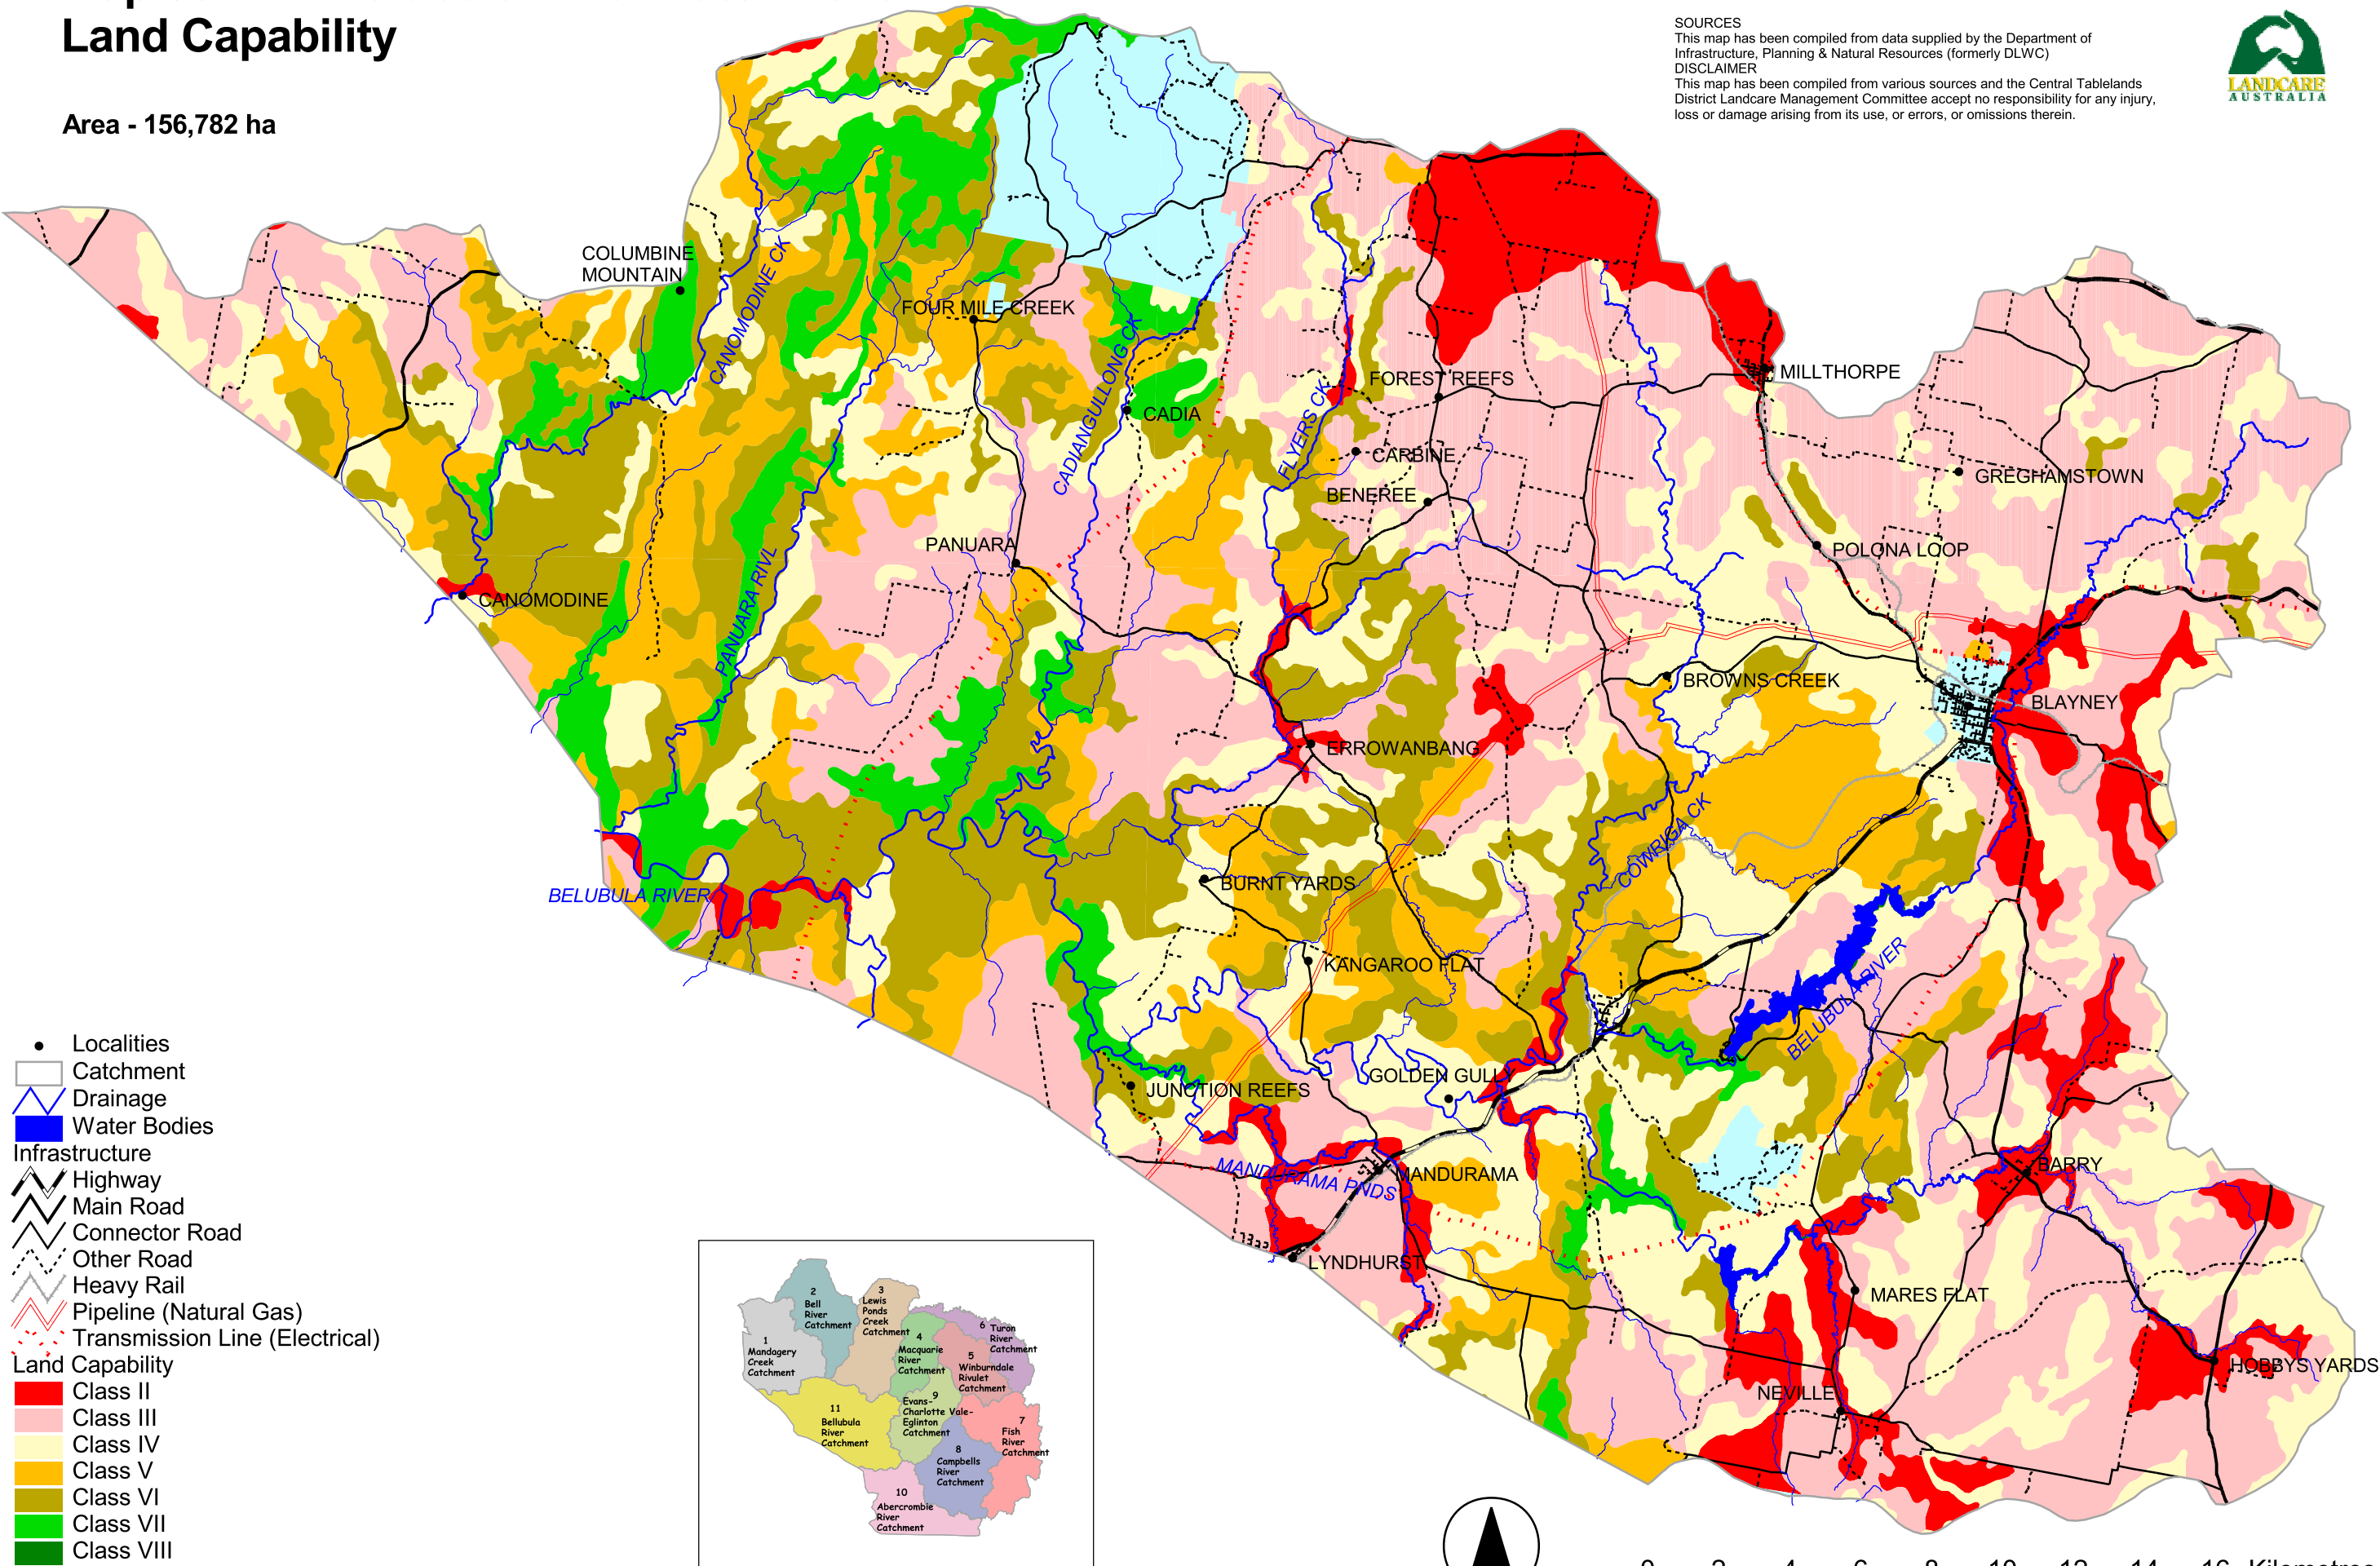 Land Capability
Area - 156,782 ha
SOURCES
This map has been compiled from data supplied by the Department of
Infrastructure, Planning & Natural Resources (formerly DLWC)
DISCLAIMER
This map has been compiled from various sources and the Central Tablelands
District Landcare Management Committee accept no responsibility for any injury,
loss or damage arising from its use, or errors, or omissions therein.
LANDCARE
AUSTRALIA
COLUMBINE
MOUNTAIN
CANOMODINE CK
FOUR MILE CREEK
CADIANGULLONG CK
CADIA
FLYERS CK
FOREST REEFS
MILLTHORPE
CARBINE
BENEREE
GREGHAMSTOWN
PANUARA
POLONA LOOP
CANOMODINE
PANUARA RIVL
BROWNS CREEK
BLAYNEY
ERROWANBANG
COWRIGA CK
BELUBULA RIVER
BURNT YARDS
KANGAROO FLAT
BELUBULA RIVER
GOLDEN GULLY
JUNCTION REEFS
MANDURAMA PNDS
MANDURAMA
BARRY
LYNDHURST
MARES FLAT
HOBBYS YARDS
NEVILLE
Localities
Catchment
Drainage
Water Bodies
Infrastructure
Highway
Main Road
Connector Road
Other Road
Heavy Rail
Pipeline (Natural Gas)
Transmission Line (Electrical)
Land Capability
Class II
Class III
Class IV
Class V
Class VI
Class VII
Class VIII
1
Mandagery
Creek
Catchment
2
Bell
River
Catchment
3
Lewis
Ponds
Creek
Catchment
4
Macquarie
River
Catchment
5
Winburndale
Rivulet
Catchment
6
Turon
River
Catchment
7
Fish
River
Catchment
8
Campbells
River
Catchment
9
Evans-
Charlotte Vale-
Eglinton
Catchment
10
Abercrombie
River
Catchment
11
Bellubula
River
Catchment
0 2 4 6 8 10 12 14 16 Kilometres